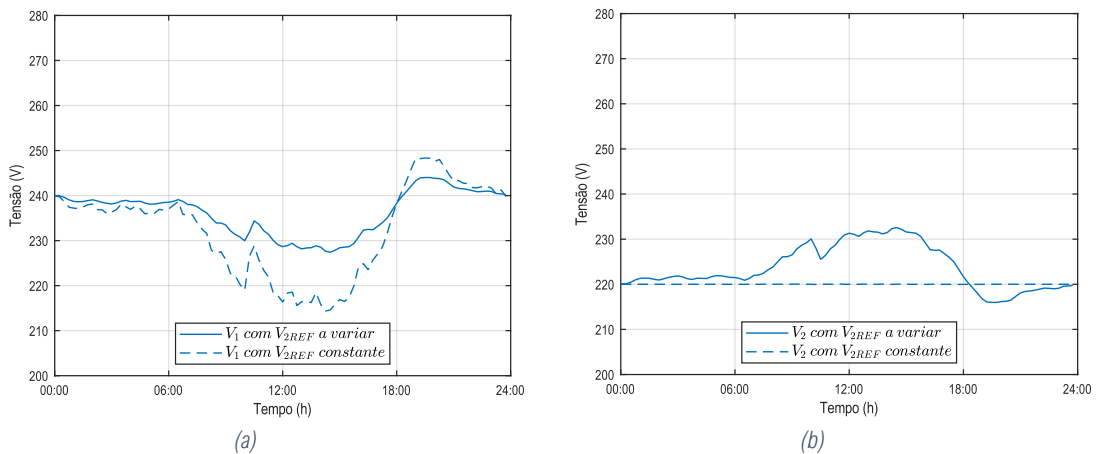 280
270
260
250
240
230
220
210
200
Tensão (V)
V1 com V2REF a variar
V1 com V2REF constante
00:00 06:00 12:00 18:00 24:00
Tempo (h)
(a)
280
270
260
250
240
230
220
210
200
Tensão (V)
V2 com V2REF a variar
V2 com V2REF constante
00:00 06:00 12:00 18:00 24:00
Tempo (h)
(b)